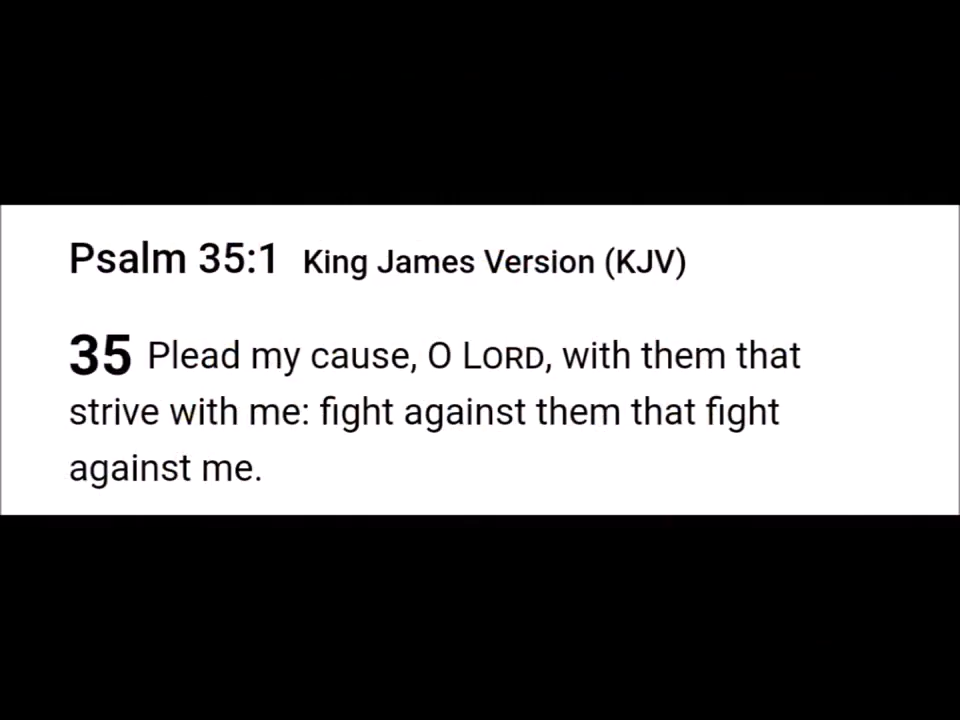 Psalm 35:1 King James Version (KJV)
35 Plead my cause, O LORD, with them that
strive with me: fight against them that fight
against me.